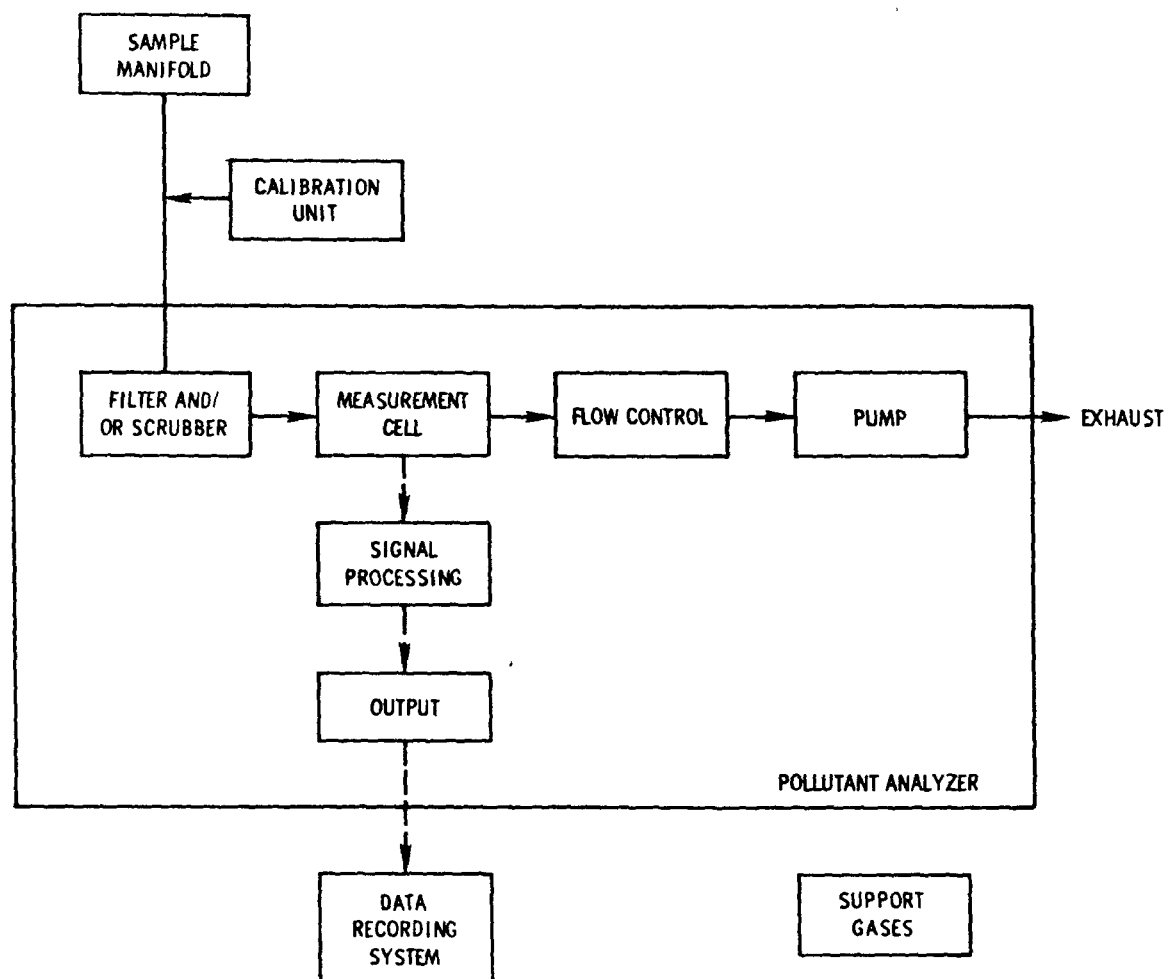 SAMPLE
MANIFOLD
CALIBRATION
UNIT
FILTER AND/
OR SCRUBBER
MEASUREMENT
CELL
FLOW CONTROL
PUMP
EXHAUST
SIGNAL
PROCESSING
OUTPUT
POLLUTANT ANALYZER
DATA
RECORDING
SYSTEM
SUPPORT
GASES